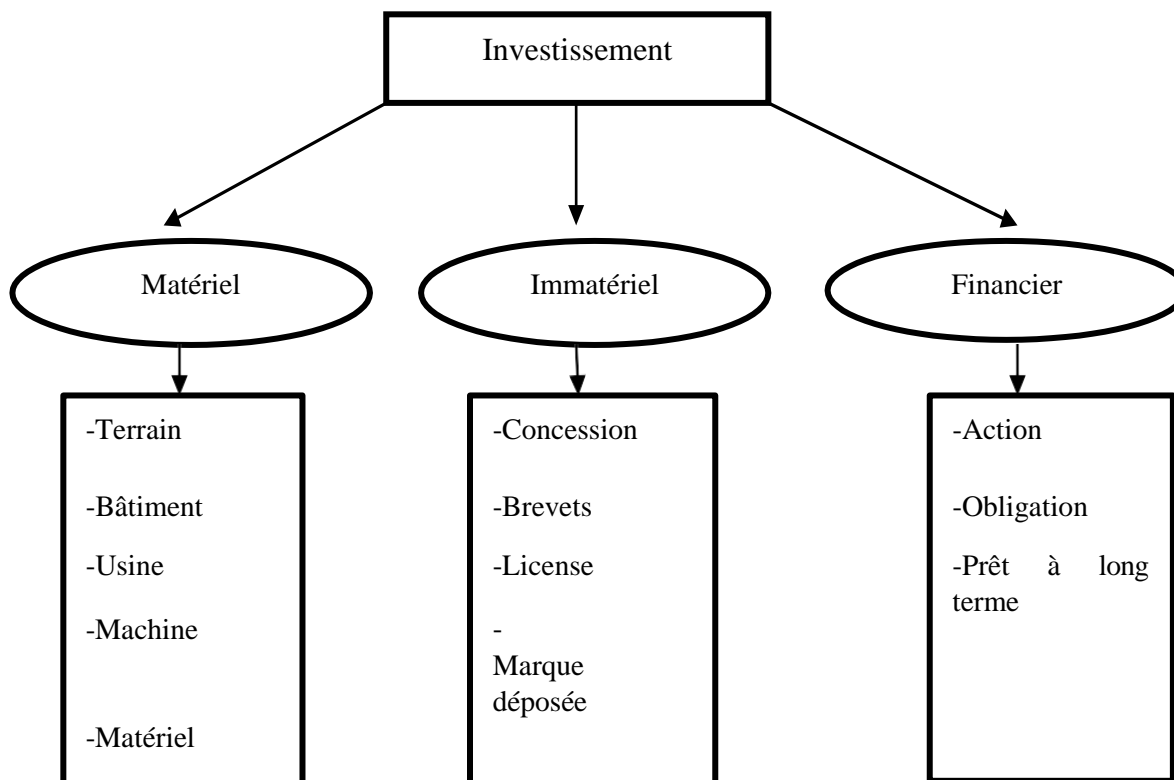 Investissement
Matériel
Immatériel
Financier
-Terrain
-Bâtiment
-Usine
-Machine
-Matériel
-Concession
-Brevets
-License
-
Marque
déposée
-Action
-Obligation
-Prêt à long
terme